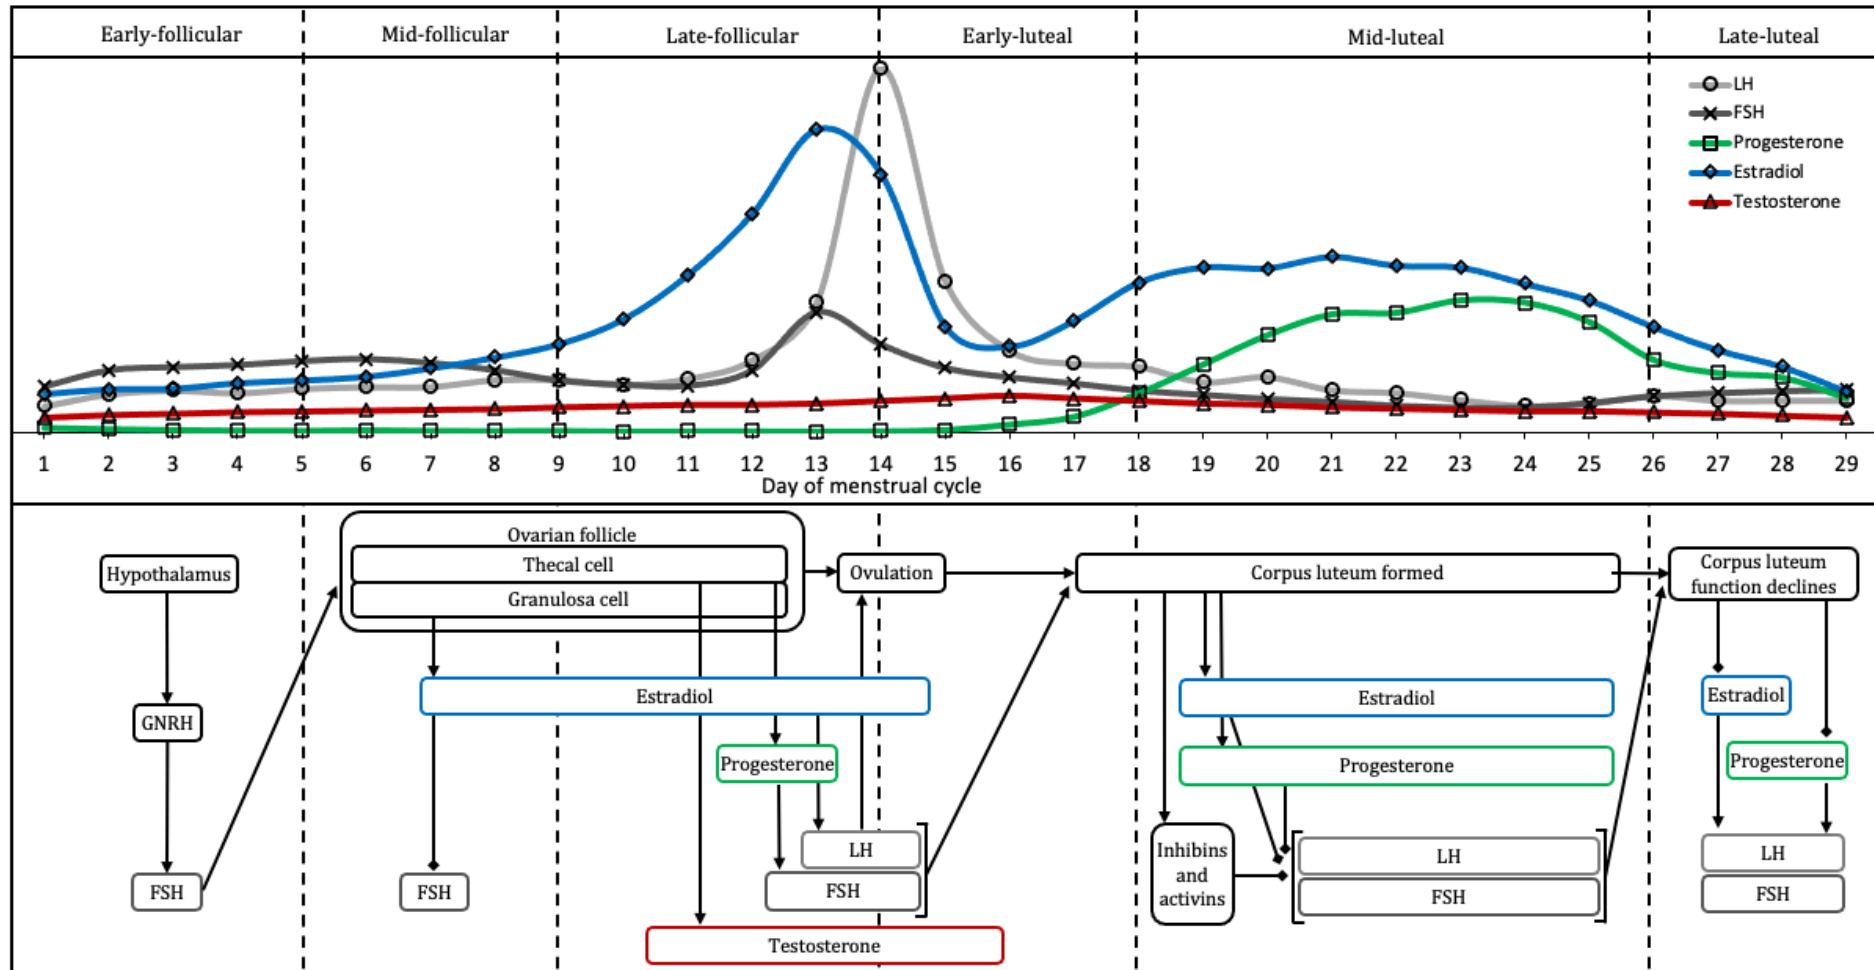 Early-follicular
Mid-follicular
Late-follicular
Early-luteal
Mid-luteal
Late-luteal
LH
FSH
Progesterone
Estradiol
Testosterone
1 2 3 4 5 6 7 8 9 10 11 12 13 14 15 16 17 18 19 20 21 22 23 24 25 26 27 28 29
Day of menstrual cycle
Hypothalamus
GNRH
FSH
Ovarian follicle
Thecal cell
Granulosa cell
Ovulation
Estradiol
Progesterone
FSH
LH
FSH
Testosterone
Corpus luteum formed
Estradiol
Progesterone
Inhibins
and
activins
LH
FSH
Corpus luteum
function declines
Estradiol
Progesterone
LH
FSH